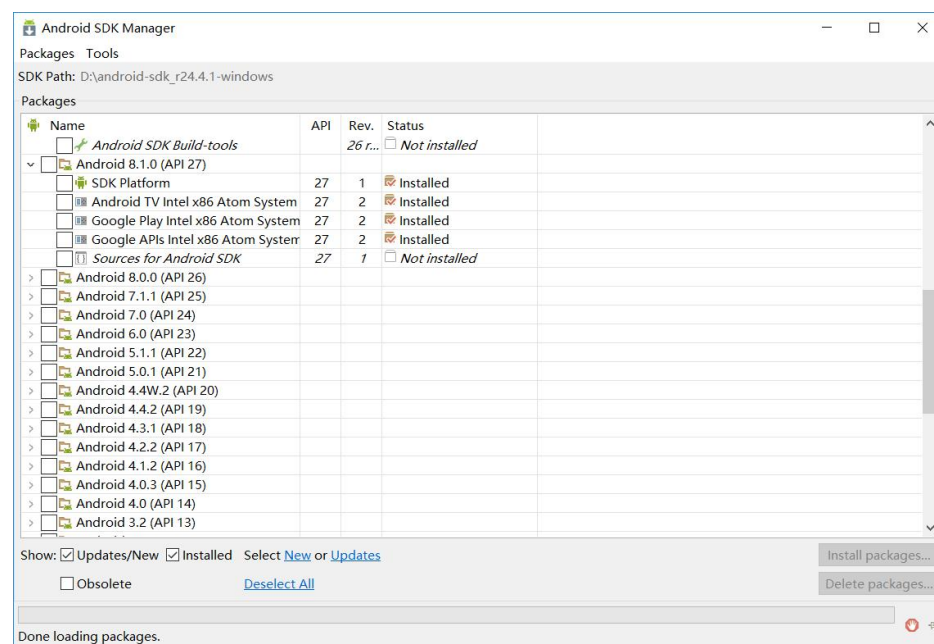 Android SDK Manager
Packages Tools
SDK Path: D:\android-sdk_r24.4.1-windows
Packages
Name API Rev. Status
Android SDK Build-tools 26 r... Not installed
Android 8.1.0 (API 27)
SDK Platform 27 1 Installed
Android TV Intel x86 Atom System 27 2 Installed
Google Play Intel x86 Atom System 27 2 Installed
Google APIs Intel x86 Atom System 27 2 Installed
Sources for Android SDK 27 1 Not installed
Android 8.0.0 (API 26)
Android 7.1.1 (API 25)
Android 7.0 (API 24)
Android 6.0 (API 23)
Android 5.1.1 (API 22)
Android 5.0.1 (API 21)
Android 4.4W.2 (API 20)
Android 4.4.2 (API 19)
Android 4.3.1 (API 18)
Android 4.2.2 (API 17)
Android 4.1.2 (API 16)
Android 4.0.3 (API 15)
Android 4.0 (API 14)
Android 3.2 (API 13)
Show: Updates/New Installed Select New or Updates Install packages...
Obsolete Deselect All Delete packages...
Done loading packages.